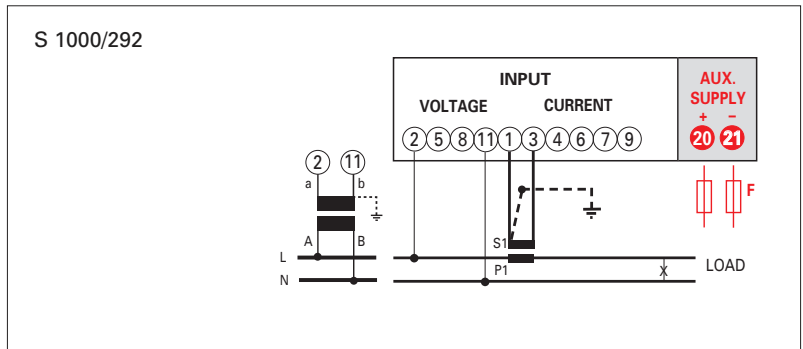 S 1000/292
INPUT
VOLTAGE CURRENT
AUX.
SUPPLY
+ −
2 5 8 11 1 3 4 6 7 9
20 21
2 11
a b
F
A B
S1
L
P1
X
LOAD
N